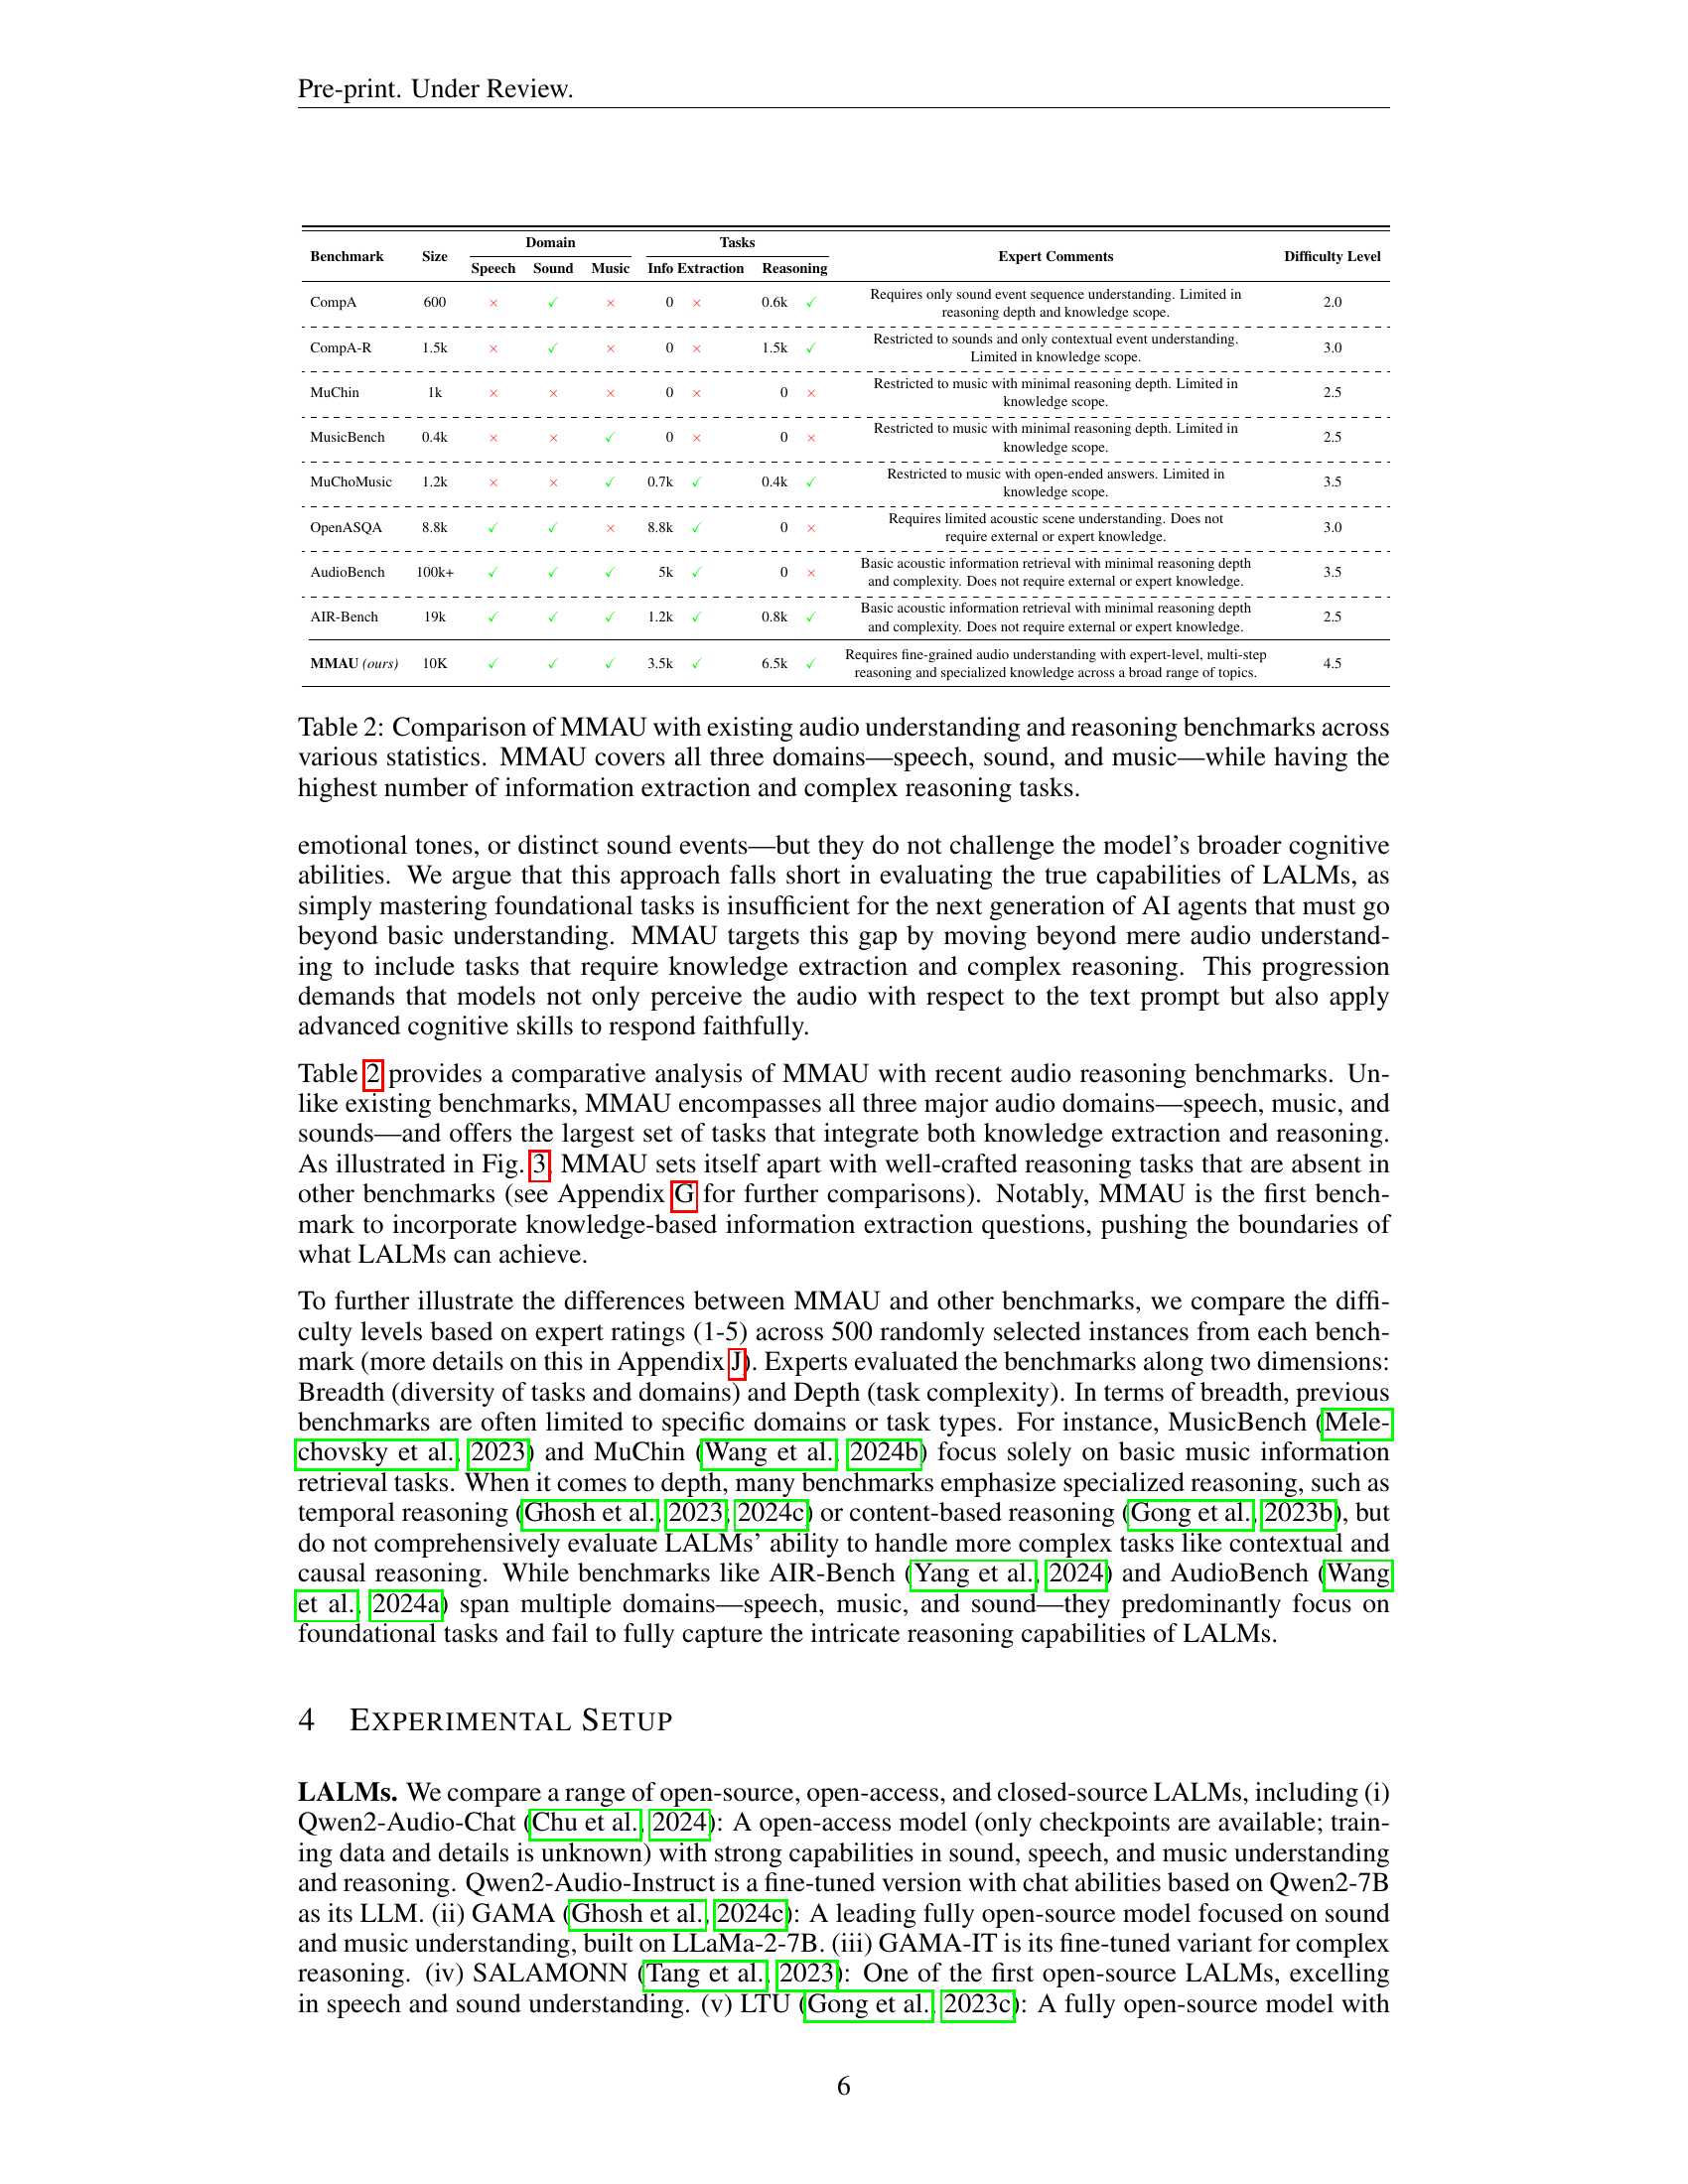 Pre-print. Under Review.
Domain Tasks
Benchmark Size Expert Comments Difficulty Level
Speech Sound Music Info Extraction Reasoning
CompA 600 × ✓ × 0 × 0.6k ✓ Requires only sound event sequence understanding. Limited in reasoning depth and knowledge scope. 2.0
CompA-R 1.5k × ✓ × 0 × 1.5k ✓ Restricted to sounds and only contextual event understanding. Limited in knowledge scope. 3.0
MuChin 1k × × × 0 × 0 × Restricted to music with minimal reasoning depth. Limited in knowledge scope. 2.5
MusicBench 0.4k × × ✓ 0 × 0 × Restricted to music with minimal reasoning depth. Limited in knowledge scope. 2.5
MuChoMusic 1.2k × × ✓ 0.7k ✓ 0.4k ✓ Restricted to music with open-ended answers. Limited in knowledge scope. 3.5
OpenASQA 8.8k ✓ ✓ × 8.8k ✓ 0 × Requires limited acoustic scene understanding. Does not require external or expert knowledge. 3.0
AudioBench 100k+ ✓ ✓ ✓ 5k ✓ 0 × Basic acoustic information retrieval with minimal reasoning depth and complexity. Does not require external or expert knowledge. 3.5
AIR-Bench 19k ✓ ✓ ✓ 1.2k ✓ 0.8k ✓ Basic acoustic information retrieval with minimal reasoning depth and complexity. Does not require external or expert knowledge. 2.5
MMAU (ours) 10K ✓ ✓ ✓ 3.5k ✓ 6.5k ✓ Requires fine-grained audio understanding with expert-level, multi-step reasoning and specialized knowledge across a broad range of topics. 4.5
Table 2: Comparison of MMAU with existing audio understanding and reasoning benchmarks across
various statistics. MMAU covers all three domains—speech, sound, and music—while having the
highest number of information extraction and complex reasoning tasks.
emotional tones, or distinct sound events—but they do not challenge the model's broader cognitive
abilities. We argue that this approach falls short in evaluating the true capabilities of LALMs, as
simply mastering foundational tasks is insufficient for the next generation of AI agents that must go
beyond basic understanding. MMAU targets this gap by moving beyond mere audio understand-
ing to include tasks that require knowledge extraction and complex reasoning. This progression
demands that models not only perceive the audio with respect to the text prompt but also apply
advanced cognitive skills to respond faithfully.
Table 2 provides a comparative analysis of MMAU with recent audio reasoning benchmarks. Un-
like existing benchmarks, MMAU encompasses all three major audio domains—speech, music, and
sounds—and offers the largest set of tasks that integrate both knowledge extraction and reasoning.
As illustrated in Fig. 3, MMAU sets itself apart with well-crafted reasoning tasks that are absent in
other benchmarks (see Appendix G for further comparisons). Notably, MMAU is the first bench-
mark to incorporate knowledge-based information extraction questions, pushing the boundaries of
what LALMs can achieve.
To further illustrate the differences between MMAU and other benchmarks, we compare the diffi-
culty levels based on expert ratings (1-5) across 500 randomly selected instances from each bench-
mark (more details on this in Appendix J). Experts evaluated the benchmarks along two dimensions:
Breadth (diversity of tasks and domains) and Depth (task complexity). In terms of breadth, previous
benchmarks are often limited to specific domains or task types. For instance, MusicBench (Mele-
chovsky et al., 2023) and MuChin (Wang et al., 2024b) focus solely on basic music information
retrieval tasks. When it comes to depth, many benchmarks emphasize specialized reasoning, such as
temporal reasoning (Ghosh et al., 2023; 2024c) or content-based reasoning (Gong et al., 2023b), but
do not comprehensively evaluate LALMs' ability to handle more complex tasks like contextual and
causal reasoning. While benchmarks like AIR-Bench (Yang et al., 2024) and AudioBench (Wang
et al., 2024a) span multiple domains—speech, music, and sound—they predominantly focus on
foundational tasks and fail to fully capture the intricate reasoning capabilities of LALMs.
4 EXPERIMENTAL SETUP
LALMs. We compare a range of open-source, open-access, and closed-source LALMs, including (i)
Qwen2-Audio-Chat (Chu et al., 2024): A open-access model (only checkpoints are available; train-
ing data and details is unknown) with strong capabilities in sound, speech, and music understanding
and reasoning. Qwen2-Audio-Instruct is a fine-tuned version with chat abilities based on Qwen2-7B
as its LLM. (ii) GAMA (Ghosh et al., 2024c): A leading fully open-source model focused on sound
and music understanding, built on LLaMa-2-7B. (iii) GAMA-IT is its fine-tuned variant for complex
reasoning. (iv) SALAMONN (Tang et al., 2023): One of the first open-source LALMs, excelling
in speech and sound understanding. (v) LTU (Gong et al., 2023c): A fully open-source model with
6